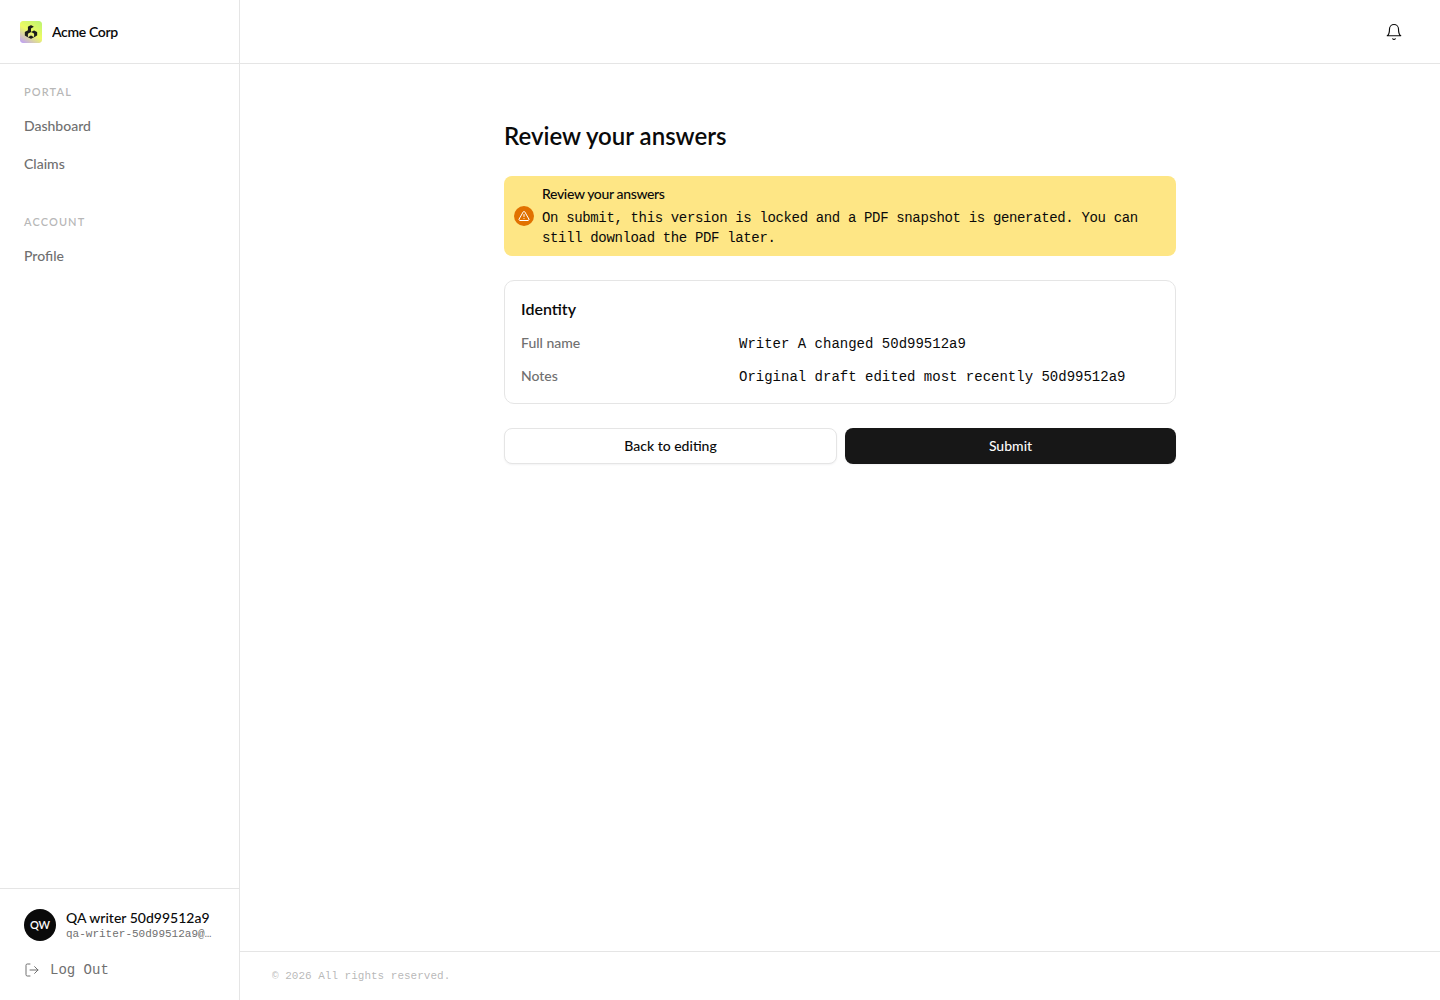 Acme Corp
PORTAL
Dashboard
Claims
ACCOUNT
Profile
QW
QA writer 50d99512a9
qa-writer-50d99512a9@…
Log Out
Review your answers
Review your answers
On submit, this version is locked and a PDF snapshot is generated. You can
still download the PDF later.
Identity
Full name
Writer A changed 50d99512a9
Notes
Original draft edited most recently 50d99512a9
Back to editing
Submit
© 2026 All rights reserved.